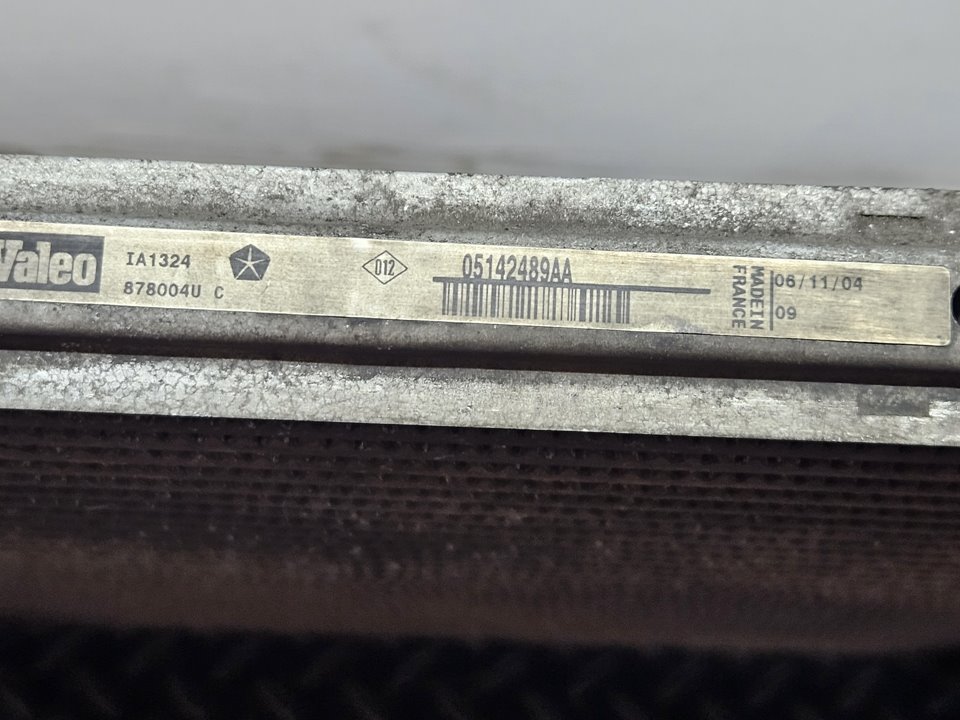 Valeo
IA1324
878004U C
D12
05142489AA
MADE IN
FRANCE
06/11/04
09